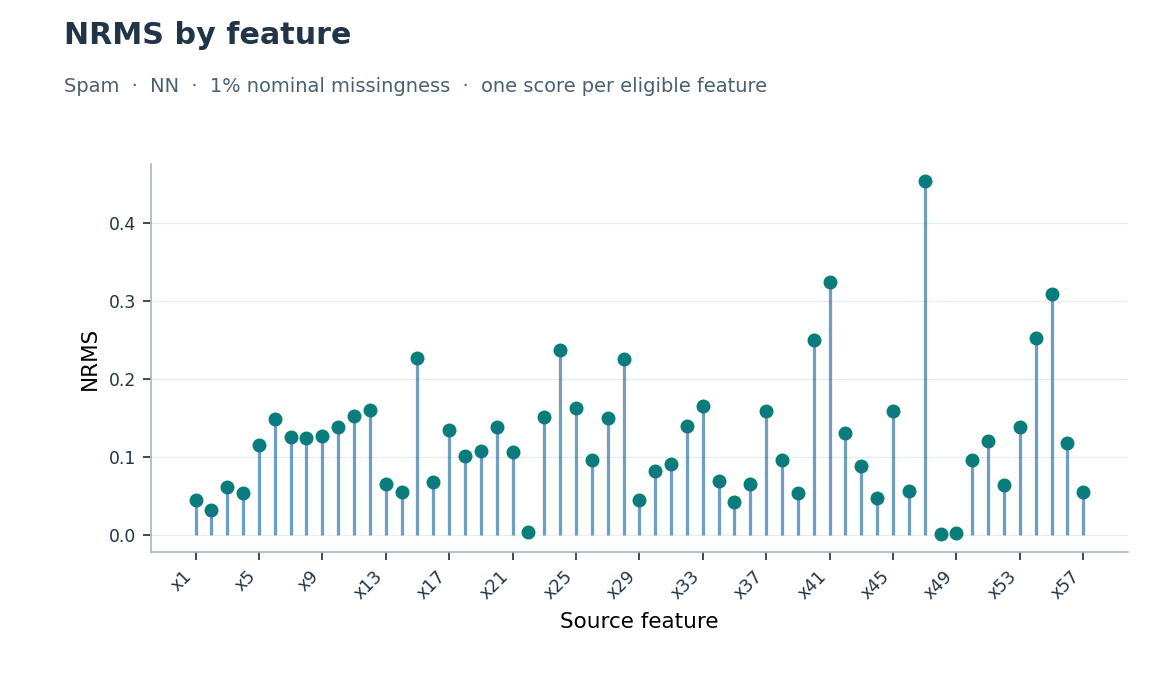 NRMS by feature
Spam · NN · 1% nominal missingness · one score per eligible feature
NRMS
0.4
0.3
0.2
0.1
0.0
x1 x5 x9 x13 x17 x21 x25 x29 x33 x37 x41 x45 x49 x53 x57
Source feature